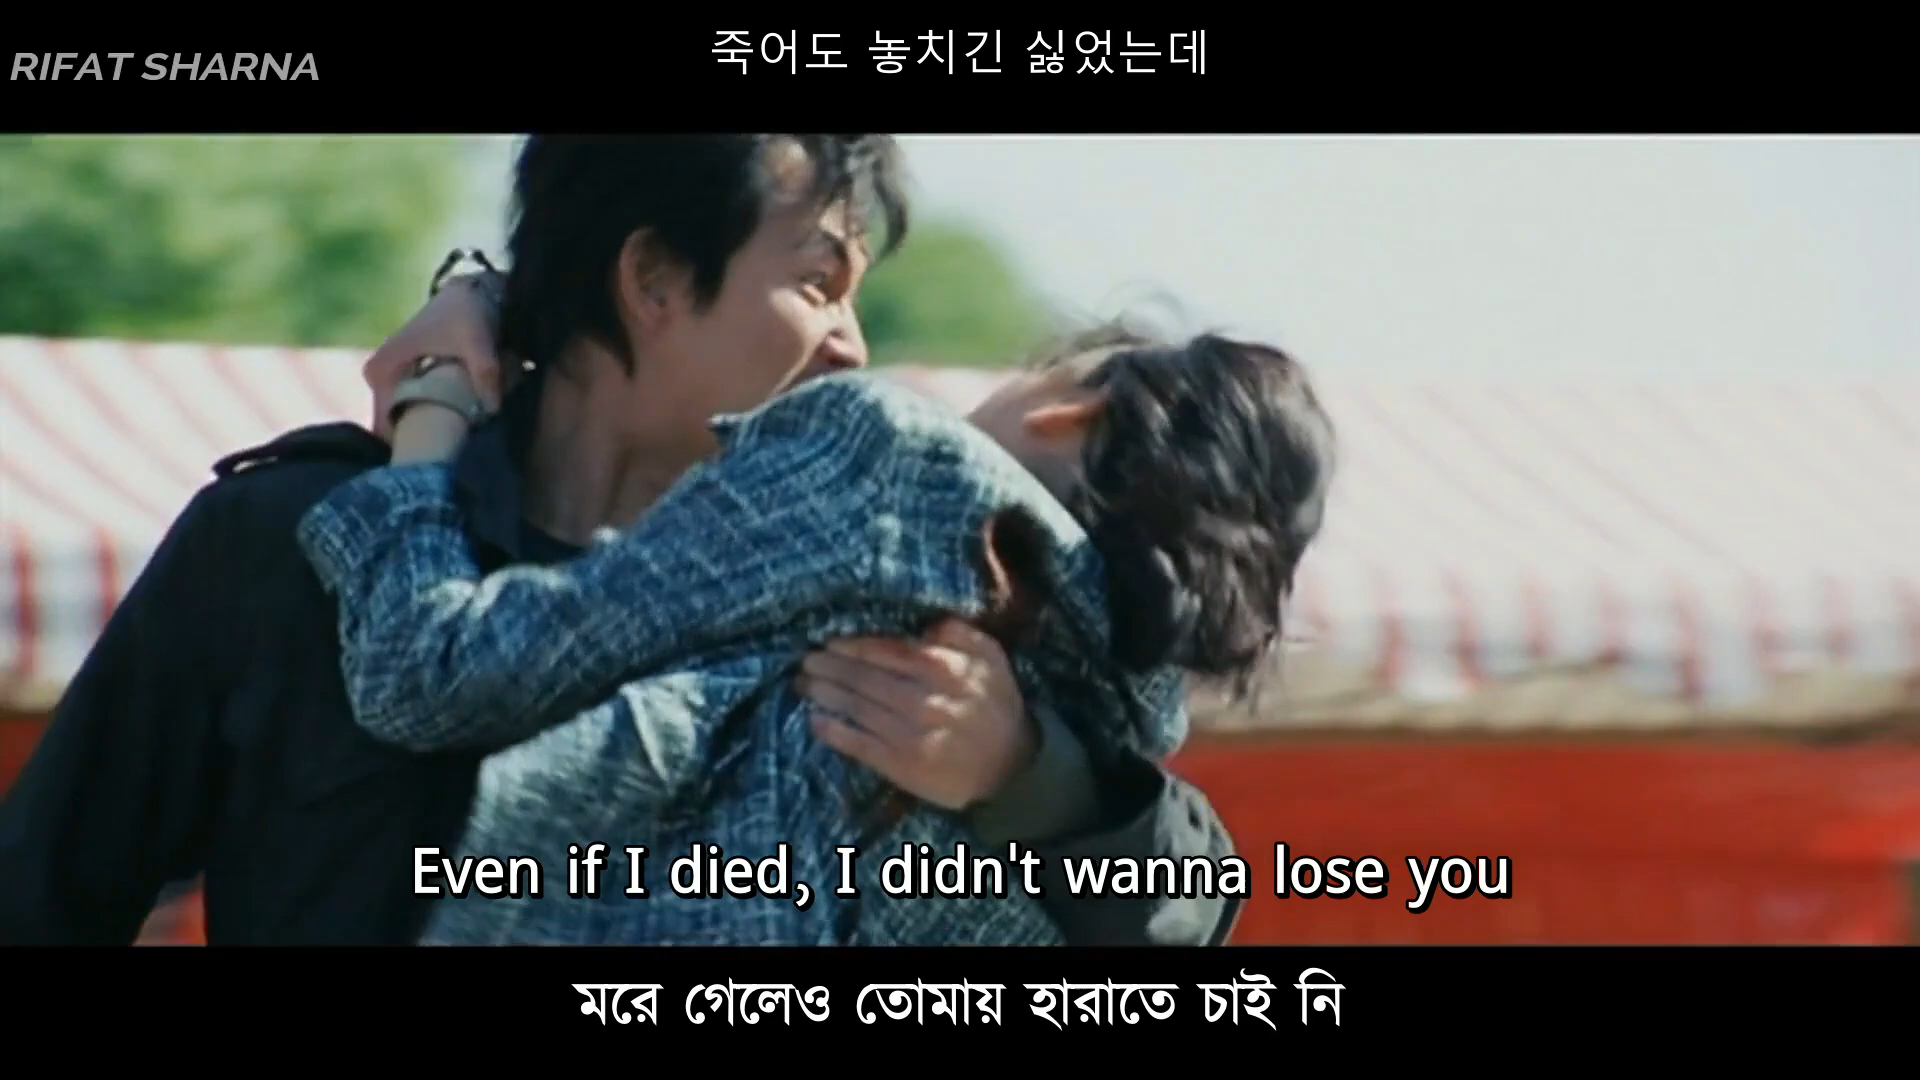 RIFAT SHARNA
죽어도 놓치긴 싫었는데
Even if I died, I didn't wanna lose you
মরে গেলেও তোমায় হারাতে চাই নি